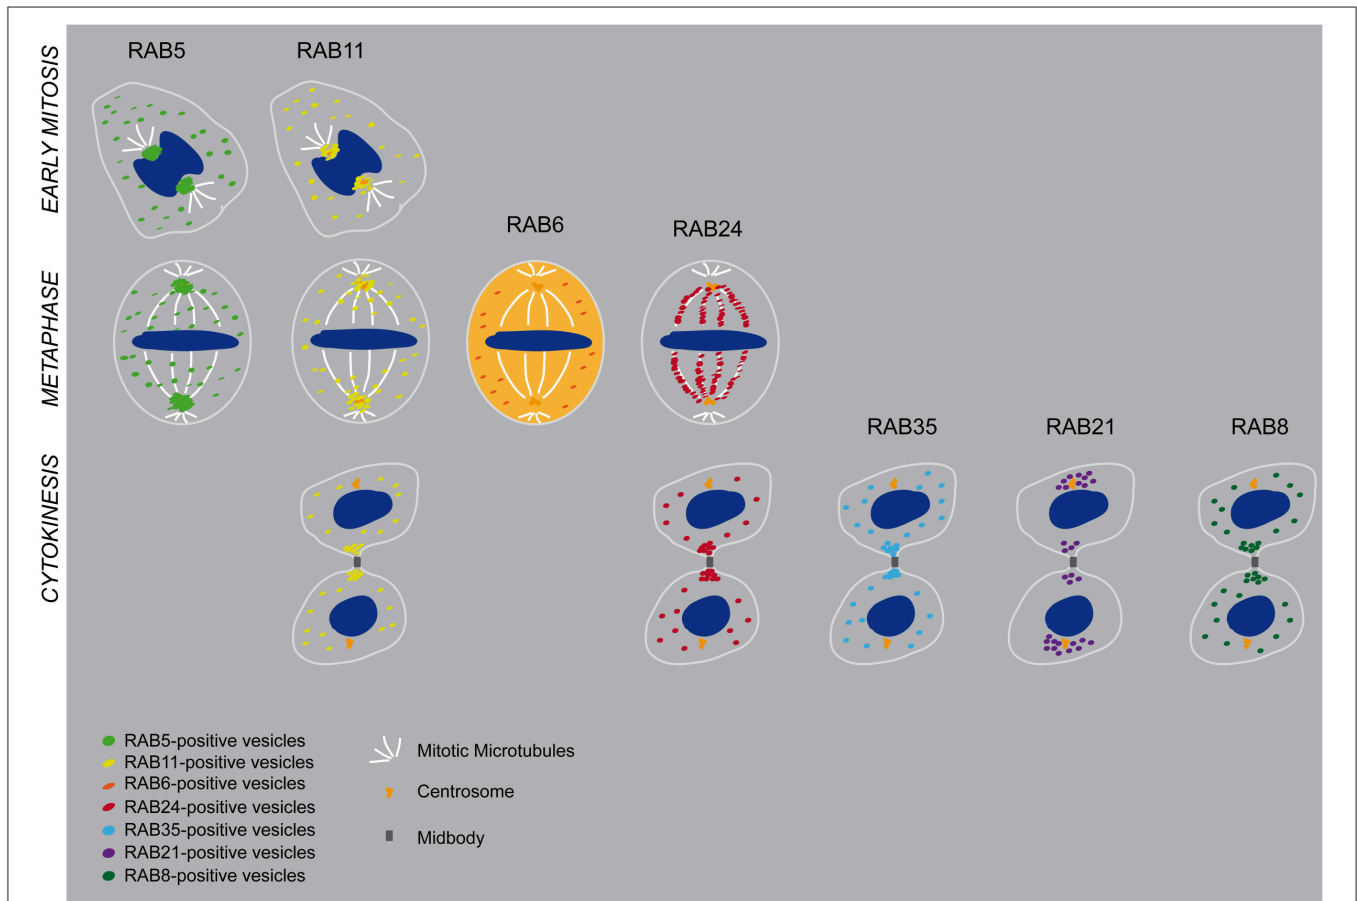 RAB5
RAB11
EARLY MITOSIS
RAB6
RAB24
METAPHASE
RAB35
RAB21
RAB8
CYTOKINESIS
RAB5-positive vesicles
RAB11-positive vesicles
RAB6-positive vesicles
RAB24-positive vesicles
RAB35-positive vesicles
RAB21-positive vesicles
RAB8-positive vesicles
Mitotic Microtubules
Centrosome
Midbody